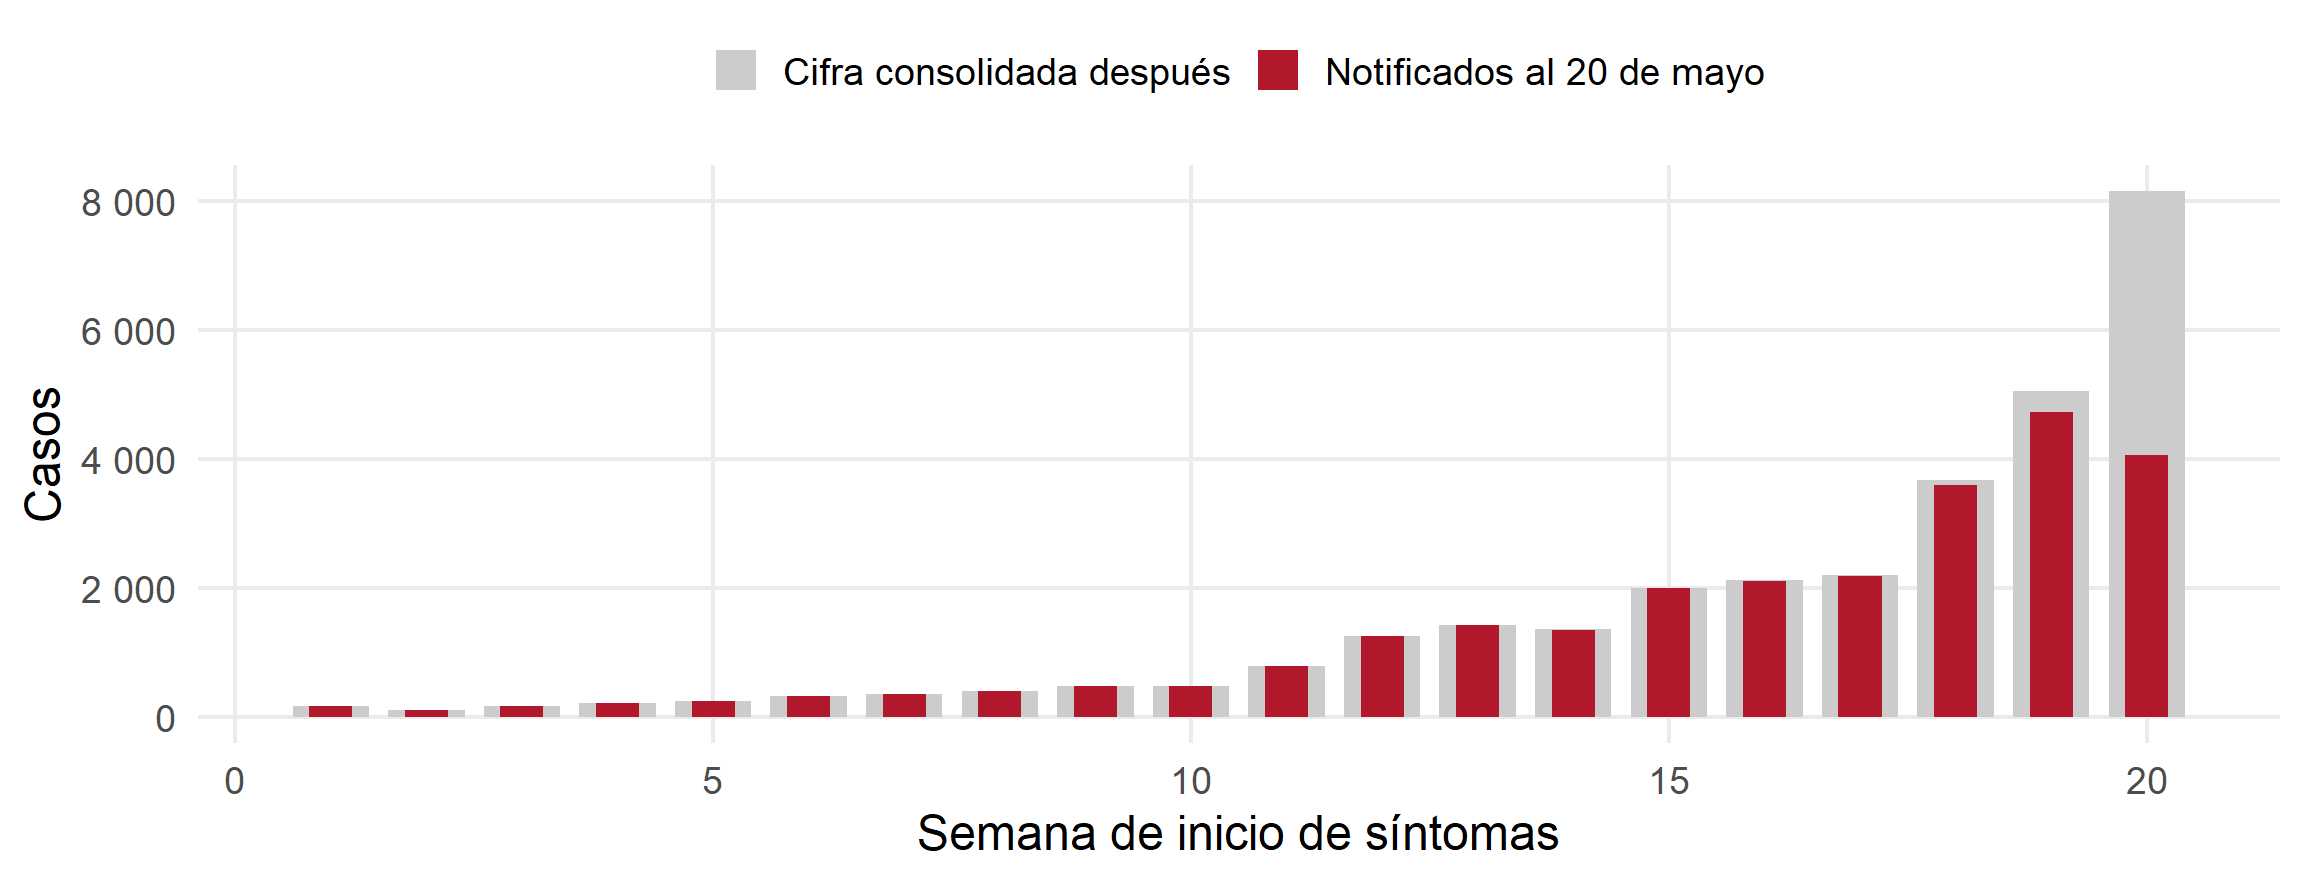 Cifra consolidada después
Notificados al 20 de mayo
Casos
8 000
6 000
4 000
2 000
0
0
5
10
15
20
Semana de inicio de síntomas